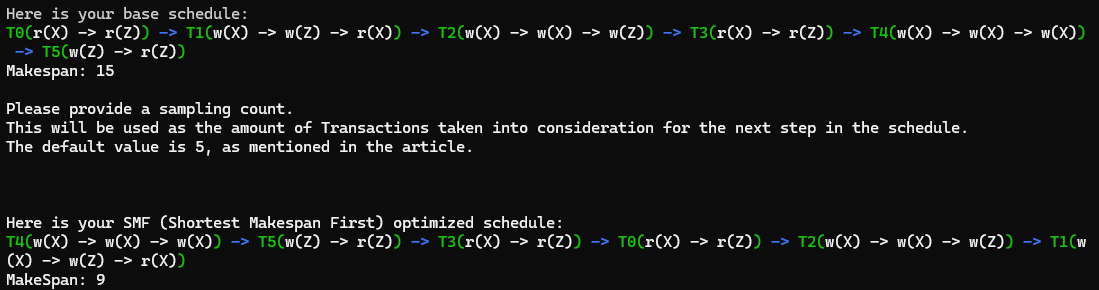 Here is your base schedule:
T0(r(X) -> r(Z)) -> T1(w(X) -> w(Z) -> r(X)) -> T2(w(X) -> w(X) -> w(Z)) -> T3(r(X) -> r(Z)) -> T4(w(X) -> w(X) -> w(X))
-> T5(w(Z) -> r(Z))
Makespan: 15
Please provide a sampling count.
This will be used as the amount of Transactions taken into consideration for the next step in the schedule.
The default value is 5, as mentioned in the article.
Here is your SMF (Shortest Makespan First) optimized schedule:
T4(w(X) -> w(X) -> w(X)) -> T5(w(Z) -> r(Z)) -> T3(r(X) -> r(Z)) -> T0(r(X) -> r(Z)) -> T2(w(X) -> w(X) -> w(Z)) -> T1(w
(X) -> w(Z) -> r(X))
MakeSpan: 9